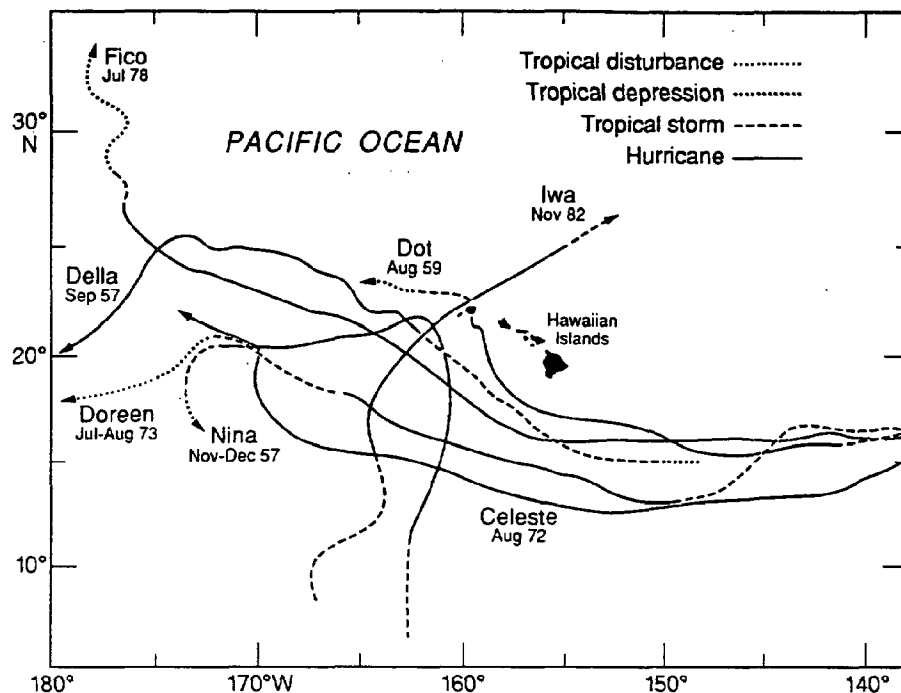 Fico
Jul 78
Tropical disturbance
Tropical depression
Tropical storm
Hurricane
30°
N
PACIFIC OCEAN
Iwa
Nov 82
Dot
Aug 59
Della
Sep 57
Hawaiian
Islands
20°
Doreen
Jul-Aug 73
Nina
Nov-Dec 57
Celeste
Aug 72
10°
180°
170°W
160°
150°
140°